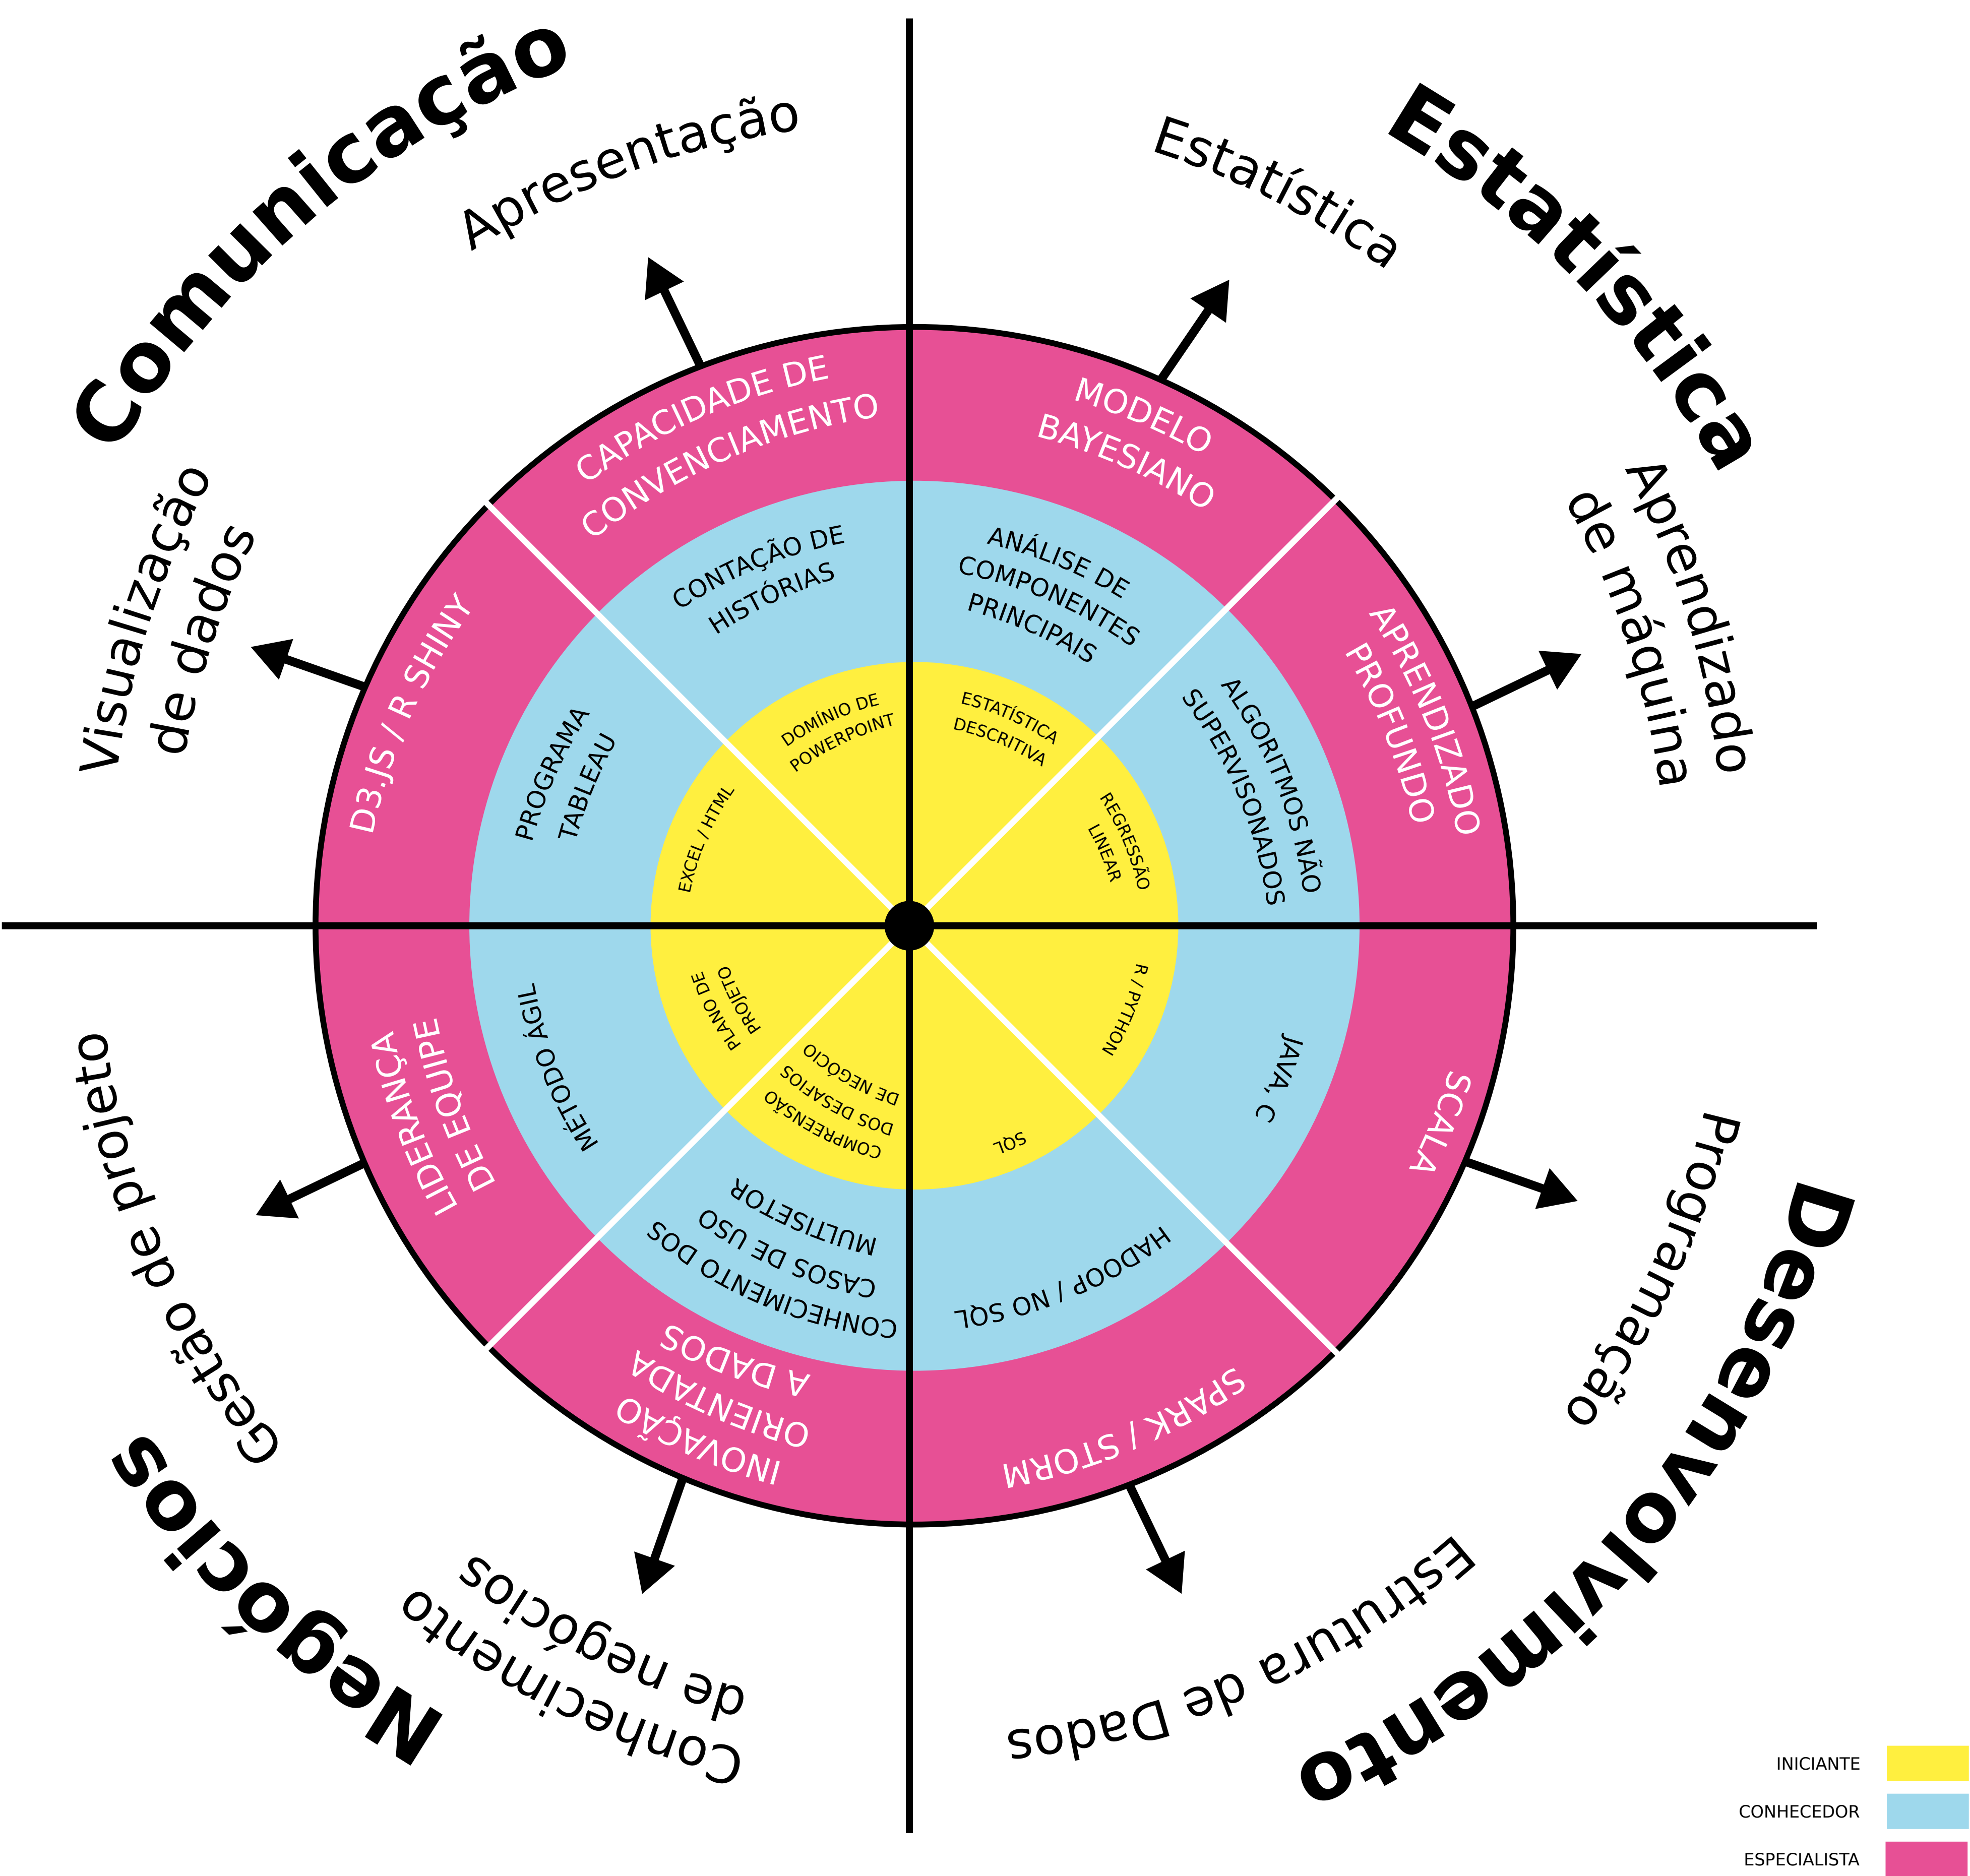 Comunicação
Apresentação
Visualização
de dados
CAPACIDADE DE
CONVENCIAMENTO
CONTAÇÃO DE
HISTÓRIAS
DOMÍNIO DE
POWERPOINT
D3.JS / R SHINY
PROGRAMA
TABLEAU
EXCEL / HTML
Estatística
Estatística
Aprendizado
de máquina
MODELO
BAYESIANO
ANÁLISE DE
COMPONENTES
PRINCIPAIS
ESTATÍSTICA
DESCRITIVA
APRENDIZADO
PROFUNDO
ALGORITMOS NÃO
SUPERVISONADOS
REGRESSÃO
LINEAR
Desenvolvimento
Programação
Estrutura de Dados
SCALA
JAVA, C
R / PYTHON
SPARK / STORM
HADOOP / NO SQL
SQL
Negócios
Conhecimento
de negócios
Gestão de projeto
INOVAÇÃO
ORIENTADA
A DADOS
CONHECIMENTO DOS
CASOS DE USO
MULTISETOR
COMPREENSÃO
DOS DESAFIOS
DE NEGÓCIO
LIDERANÇA
DE EQUIPE
MÉTODO ÁGIL
PLANO DE
PROJETO
INICIANTE
CONHECEDOR
ESPECIALISTA